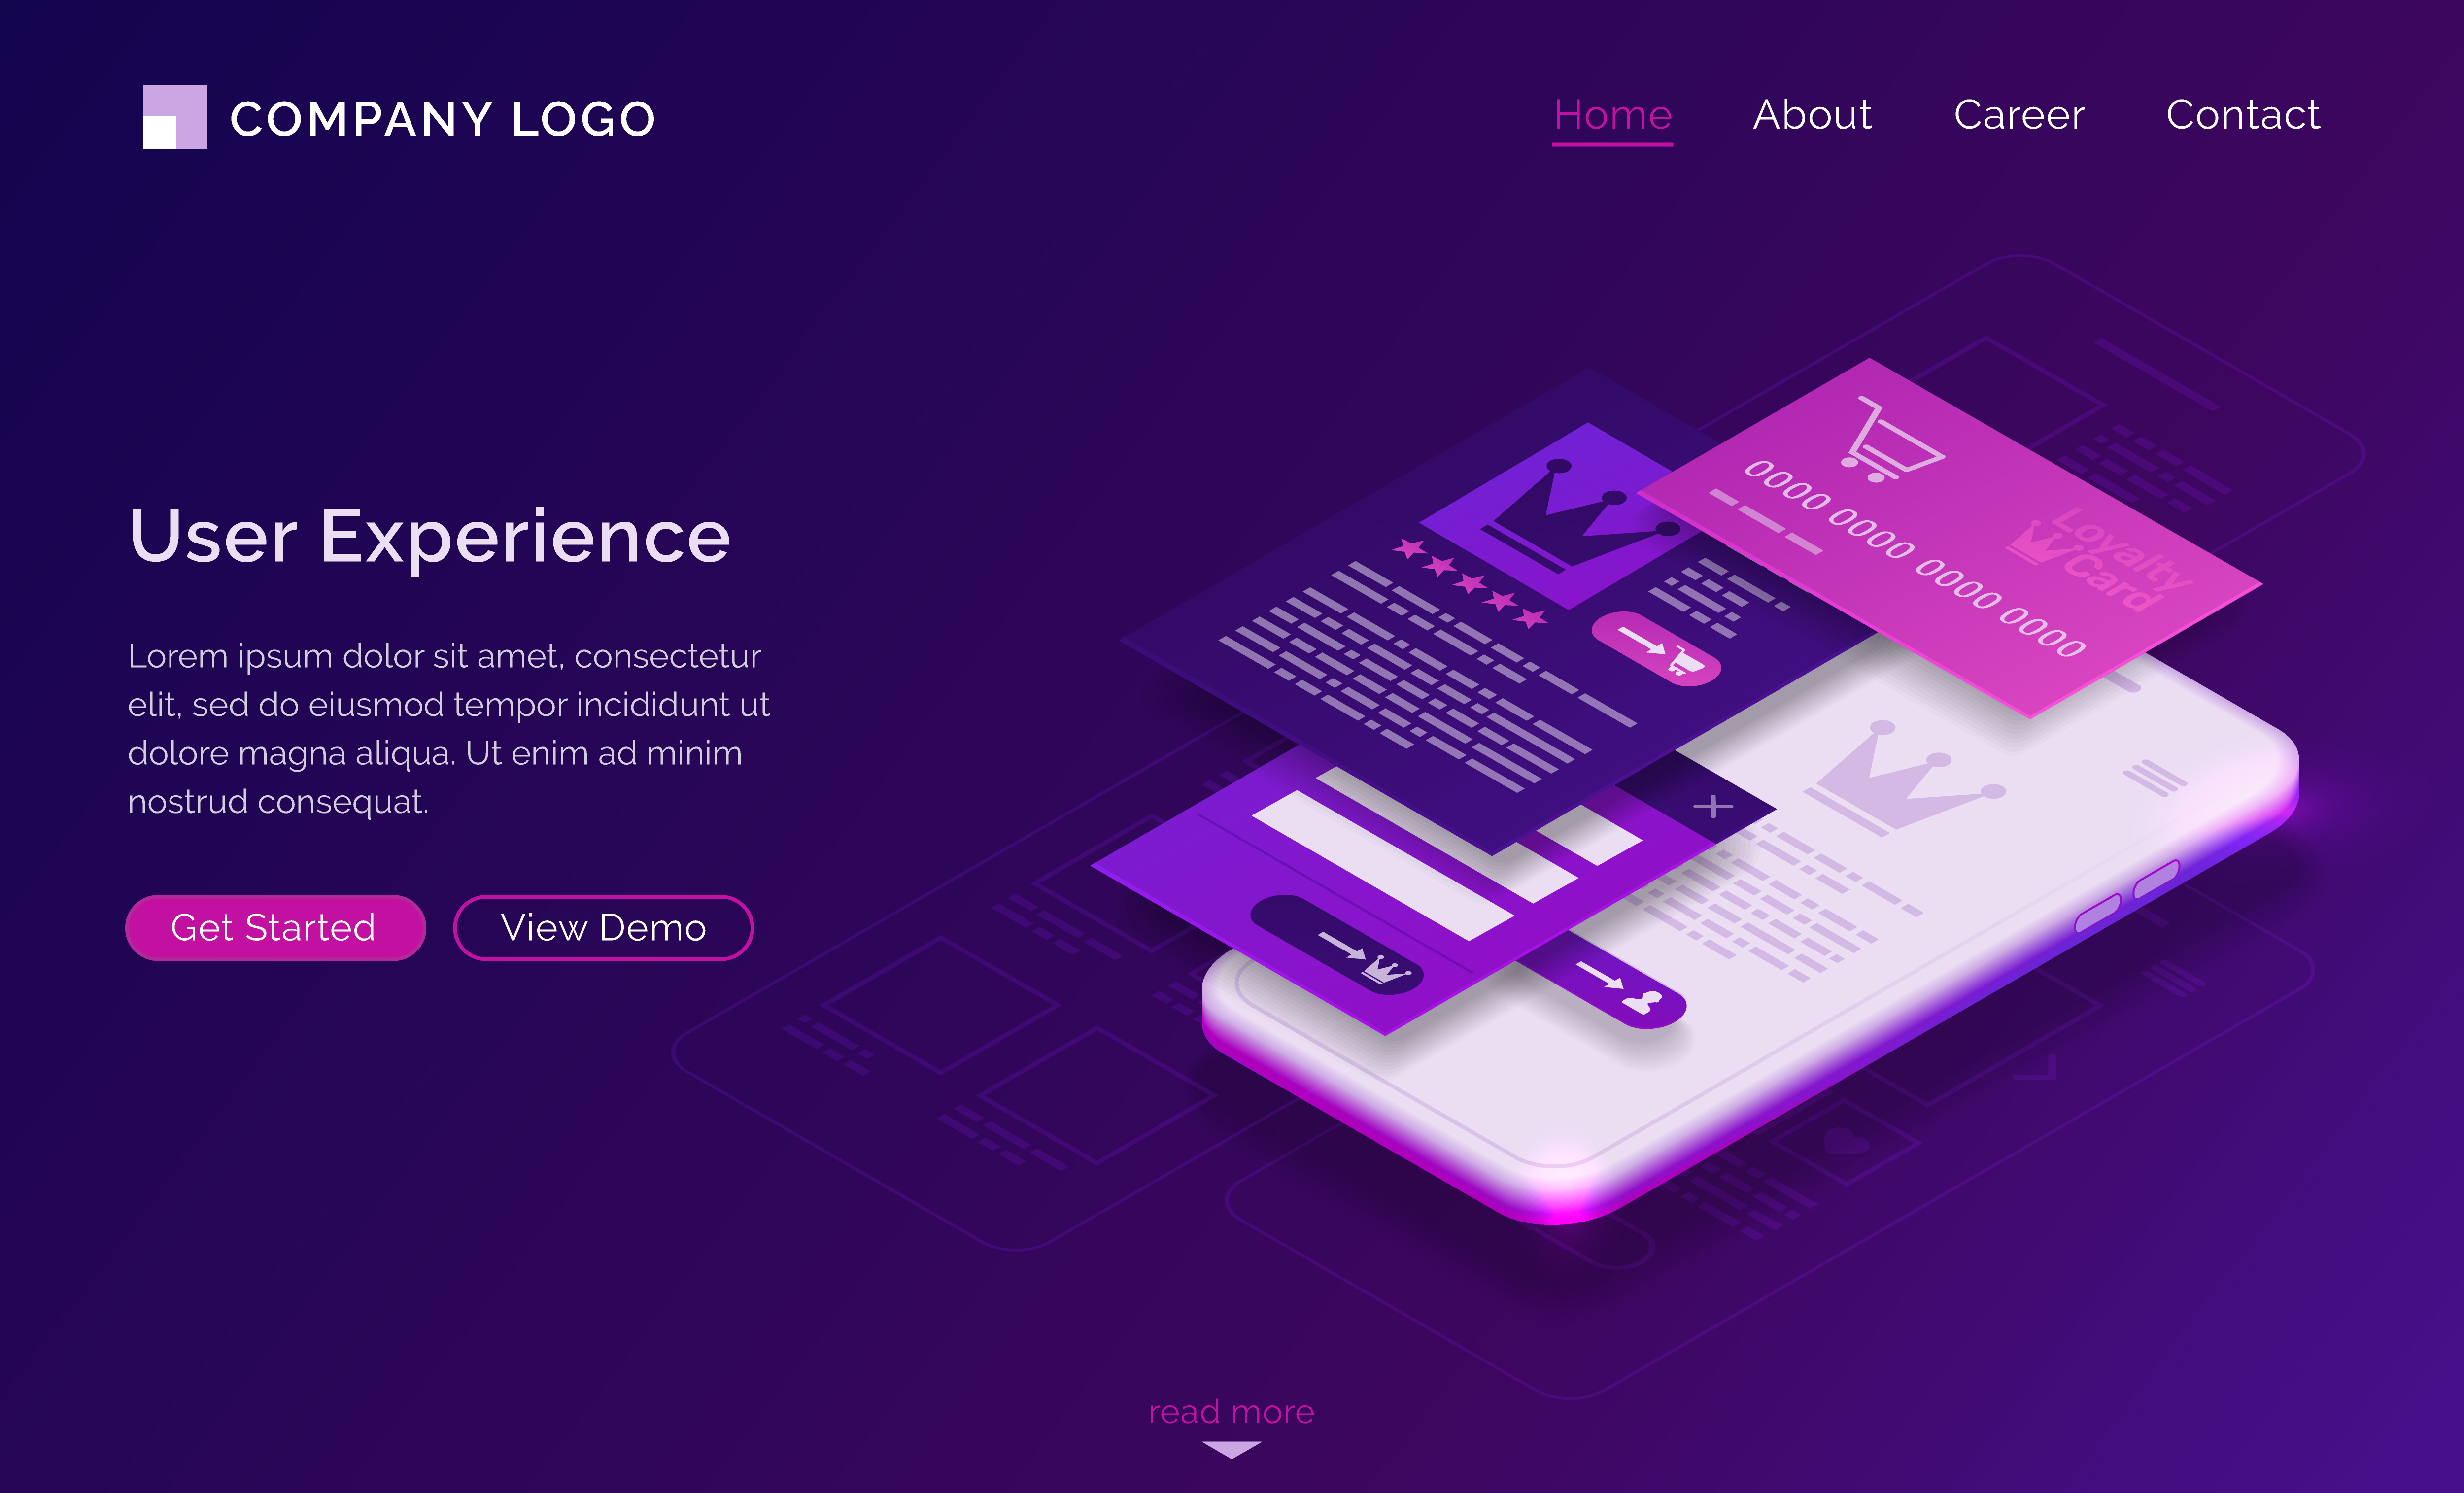 COMPANY LOGO
Home About Career Contact
User Experience
Lorem ipsum dolor sit amet, consectetur
elit, sed do eiusmod tempor incididunt ut
dolore magna aliqua. Ut enim ad minim
nostrud consequat.
Get Started View Demo
Loyalty
Card
0000 0000 0000 0000
read more